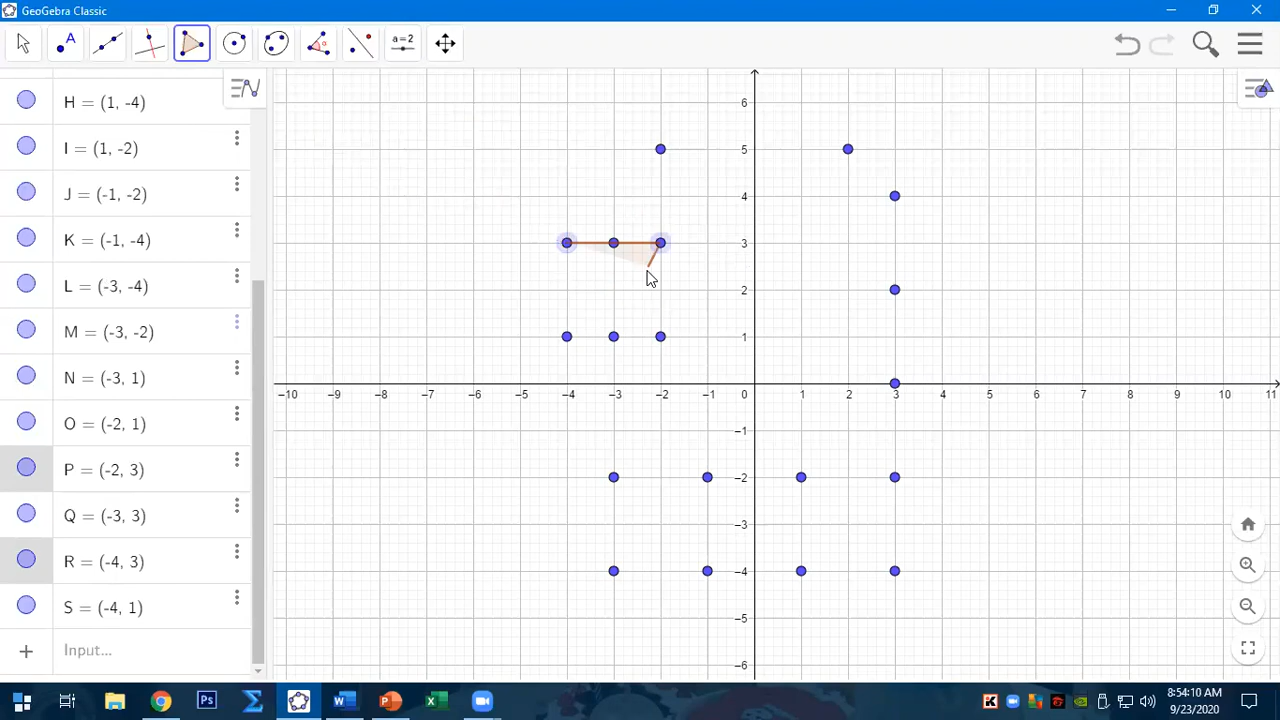 GeoGebra Classic
A
a=2
H = (1, -4)
I = (1, -2)
J = (-1, -2)
K = (-1, -4)
L = (-3, -4)
M = (-3, -2)
N = (-3, 1)
O = (-2, 1)
P = (-2, 3)
Q = (-3, 3)
R = (-4, 3)
S = (-4, 1)
Input...
6
5
4
3
2
1
–10 –9 –8 –7 –6 –5 –4 –3 –2 –1 0 1 2 3 4 5 6 7 8 9 10 11
–1
–2
–3
–4
–5
–6
Ps
W
P
X
K
8:54:10 AM
9/23/2020